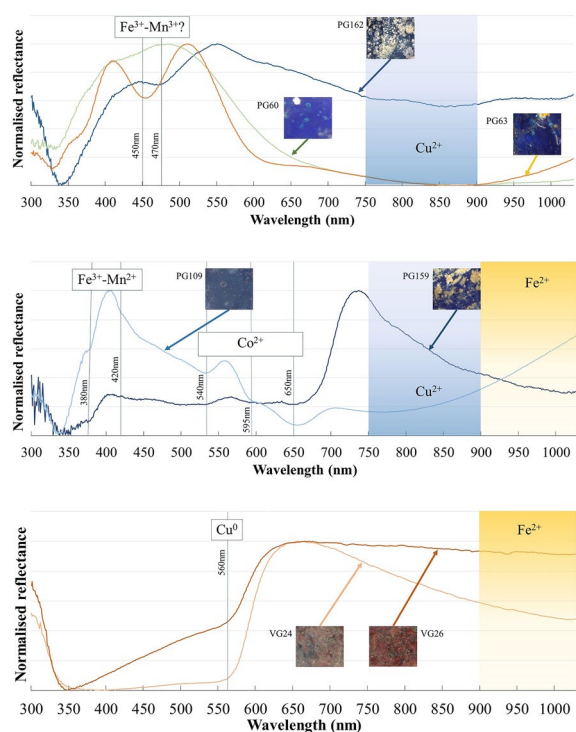 Fe³⁺-Mn³⁺?
PG162
PG60
PG63
450nm
470nm
Cu²⁺
Normalised reflectance
300 350 400 450 500 550 600 650 700 750 800 850 900 950 1000
Wavelength (nm)
Fe³⁺-Mn²⁺
PG109
PG159
Fe²⁺
Co²⁺
380nm
420nm
540nm
595nm
650nm
Cu²⁺
Normalised reflectance
300 350 400 450 500 550 600 650 700 750 800 850 900 950 1000
Wavelength (nm)
Cu⁰
Fe²⁺
560nm
VG24
VG26
Normalised reflectance
300 350 400 450 500 550 600 650 700 750 800 850 900 950 1000
Wavelength (nm)